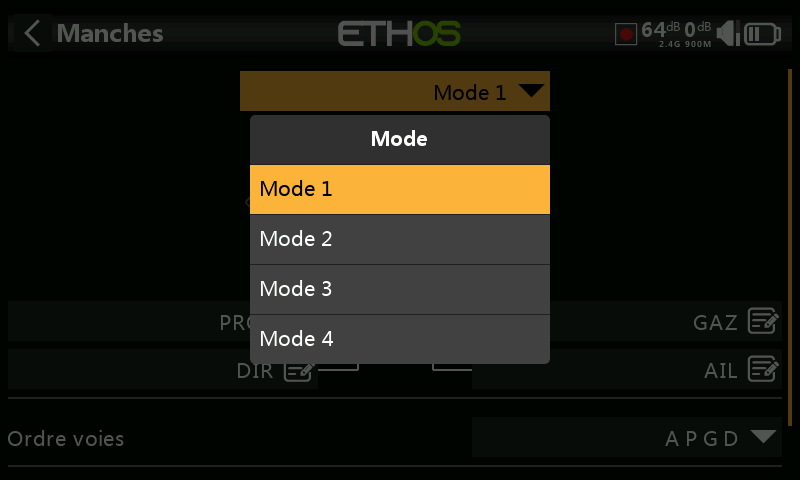 Manches
ETHOS
64dB 0dB
2.4G 900M
Mode 1
Mode
Mode 1
Mode 2
Mode 3
Mode 4
GAZ
DIR
AIL
Ordre voies
A P G D